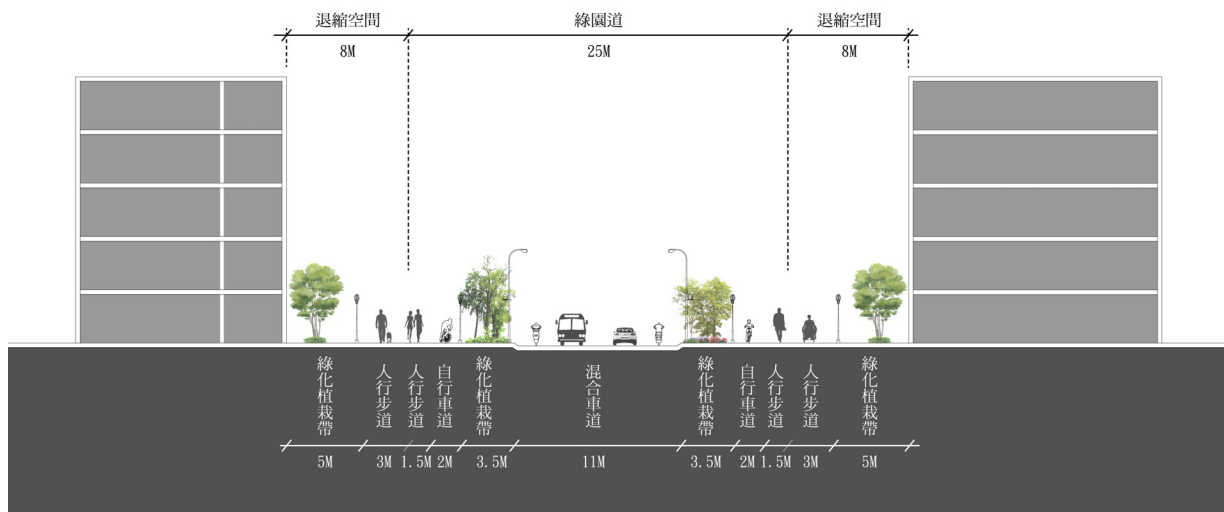 退縮空間
綠園道
退縮空間
8M
25M
8M
綠化植栽帶
人行步道
人行步道
自行車道
綠化植栽帶
混合車道
綠化植栽帶
自行車道
人行步道
人行步道
綠化植栽帶
5M
3M
1.5M
2M
3.5M
11M
3.5M
2M
1.5M
3M
5M